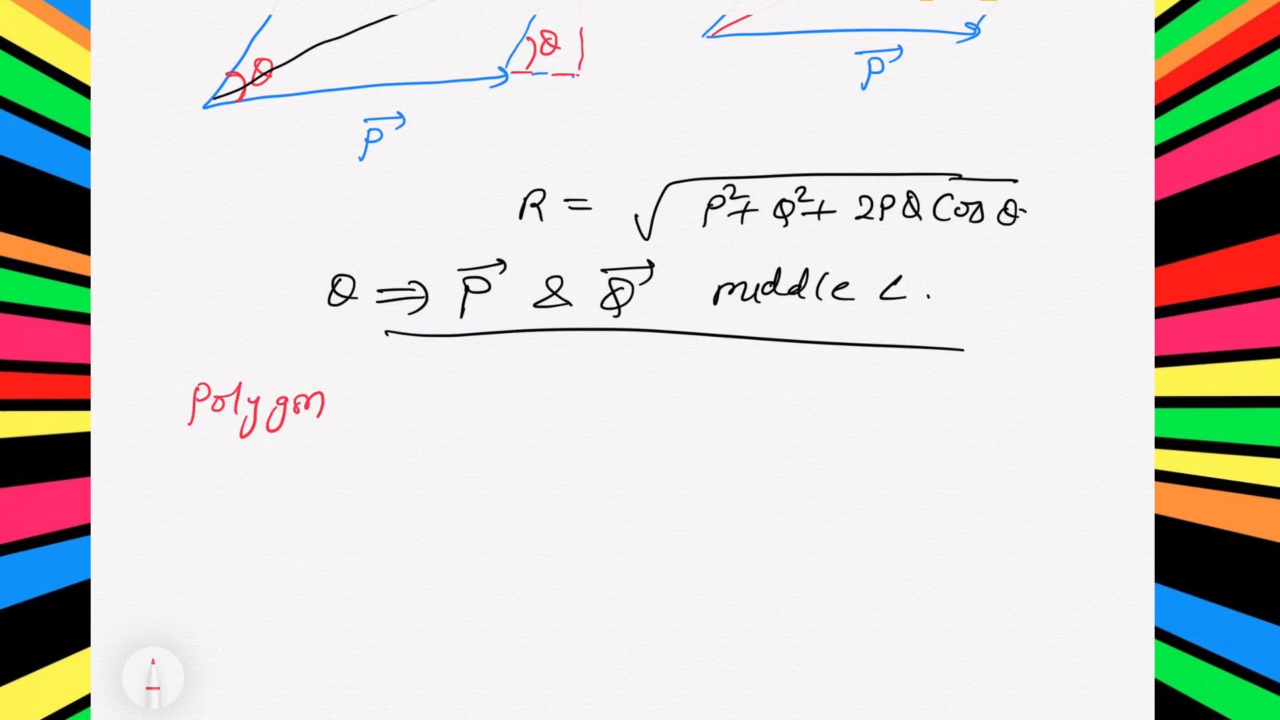 θ θ
P⃗
P⃗
R = √P²+ Q²+ 2PQ Cos θ
θ ⇒ P⃗ & Q⃗ middle ∠.
Polygon